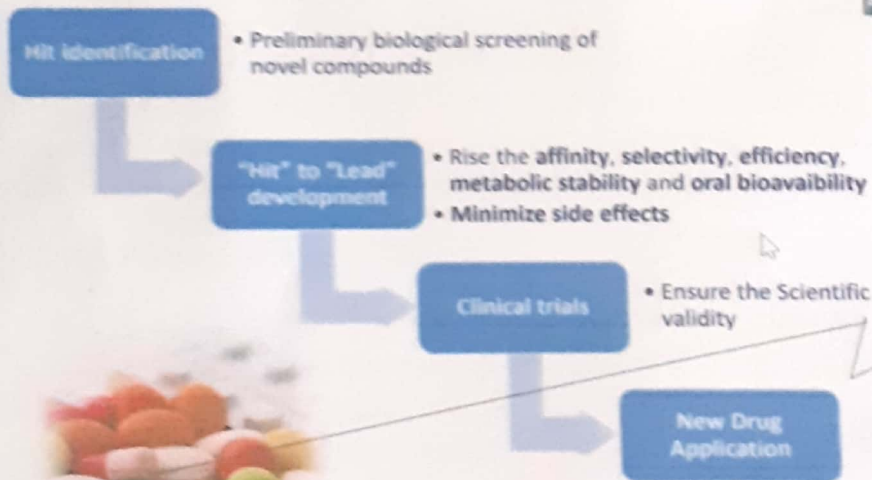 Hit identification
• Preliminary biological screening of
novel compounds
"Hit" to "Lead"
development
• Rise the affinity, selectivity, efficiency,
metabolic stability and oral bioavaibility
• Minimize side effects
Clinical trials
• Ensure the Scientific
validity
New Drug
Application